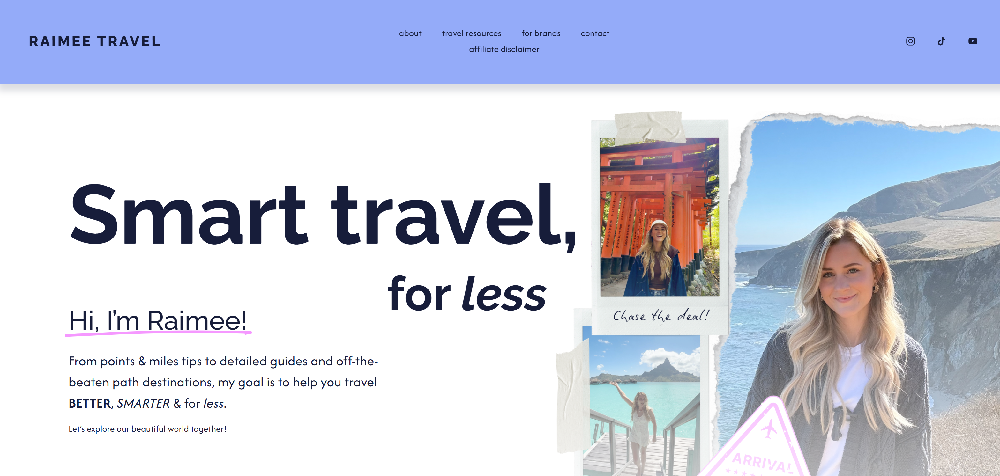 RAIMEE TRAVEL
about travel resources for brands contact
affiliate disclaimer
Smart travel,
for less
Hi, I'm Raimee!
From points & miles tips to detailed guides and off-the-
beaten path destinations, my goal is to help you travel
BETTER, SMARTER & for less.
Let's explore our beautiful world together!
Chase the deal!
ARRIVAL